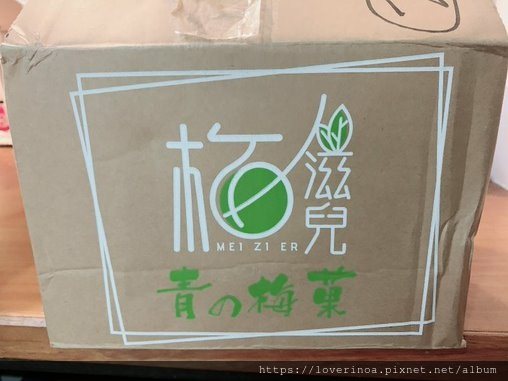 梅滋兒
MEI ZI ER
青の梅菓
https://loverinoa.pixnet.net/album